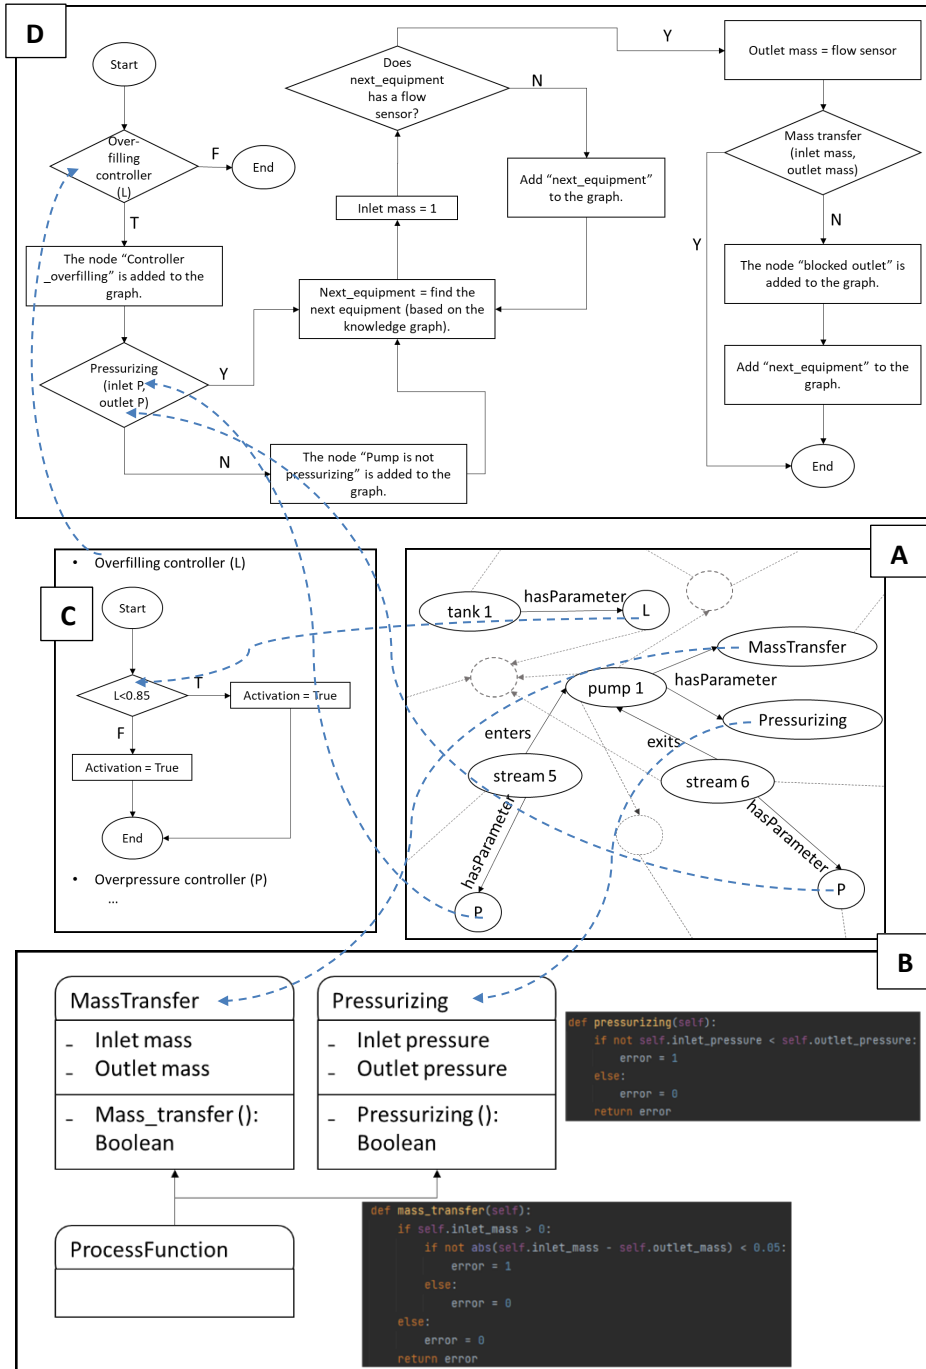 D
Start
Over-
filling
controller
(L)
F
End
T
The node “Controller
_overfilling” is added to the
graph.
Pressurizing
(inlet P,
outlet P)
Y
N
The node “Pump is not
pressurizing” is added to the
graph.
Does
next_equipment
has a flow
sensor?
Y
N
Inlet mass = 1
Add “next_equipment”
to the graph.
Next_equipment = find the
next equipment (based on the
knowledge graph).
Outlet mass = flow sensor
Mass transfer
(inlet mass,
outlet mass)
Y
N
The node “blocked outlet” is
added to the graph.
Add “next_equipment” to the
graph.
End
C
• Overfilling controller (L)
Start
L<0.85
T
Activation = True
F
Activation = True
End
• Overpressure controller (P)
...
A
tank 1
hasParameter
L
MassTransfer
pump 1
hasParameter
Pressurizing
enters
exits
stream 5
stream 6
hasParameter
hasParameter
P
P
B
MassTransfer
- Inlet mass
- Outlet mass
- Mass_transfer ():
Boolean
Pressurizing
- Inlet pressure
- Outlet pressure
- Pressurizing ():
Boolean
ProcessFunction
def pressurizing(self):
if not self.inlet_pressure < self.outlet_pressure:
error = 1
else:
error = 0
return error
def mass_transfer(self):
if self.inlet_mass > 0:
if not abs(self.inlet_mass - self.outlet_mass) < 0.05:
error = 1
else:
error = 0
else:
error = 0
return error